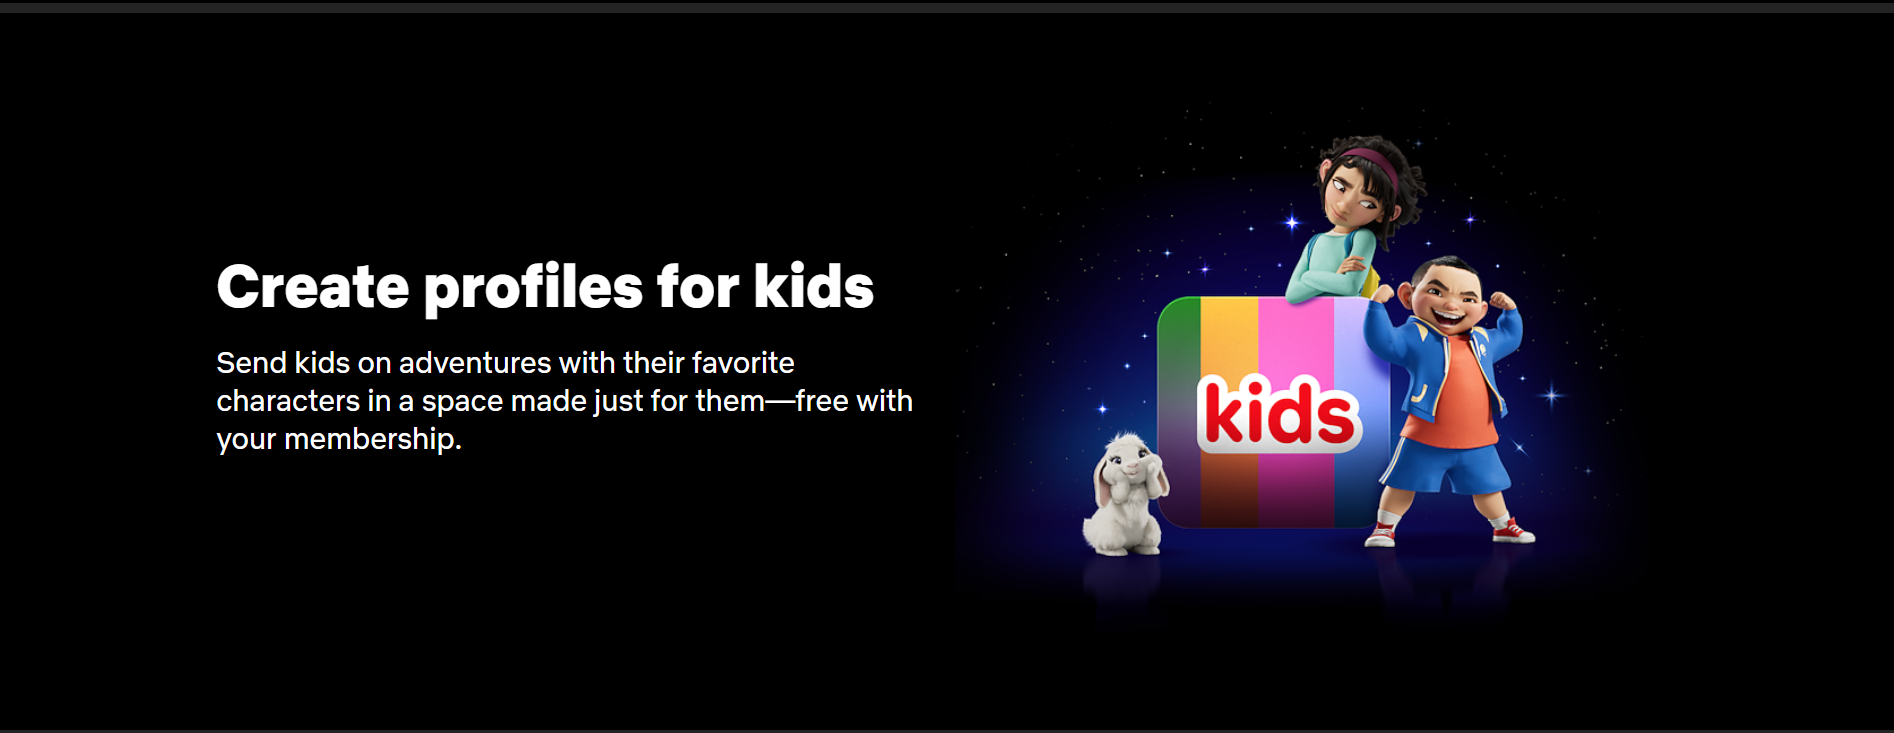 Create profiles for kids
Send kids on adventures with their favorite
characters in a space made just for them—free with
your membership.
kids